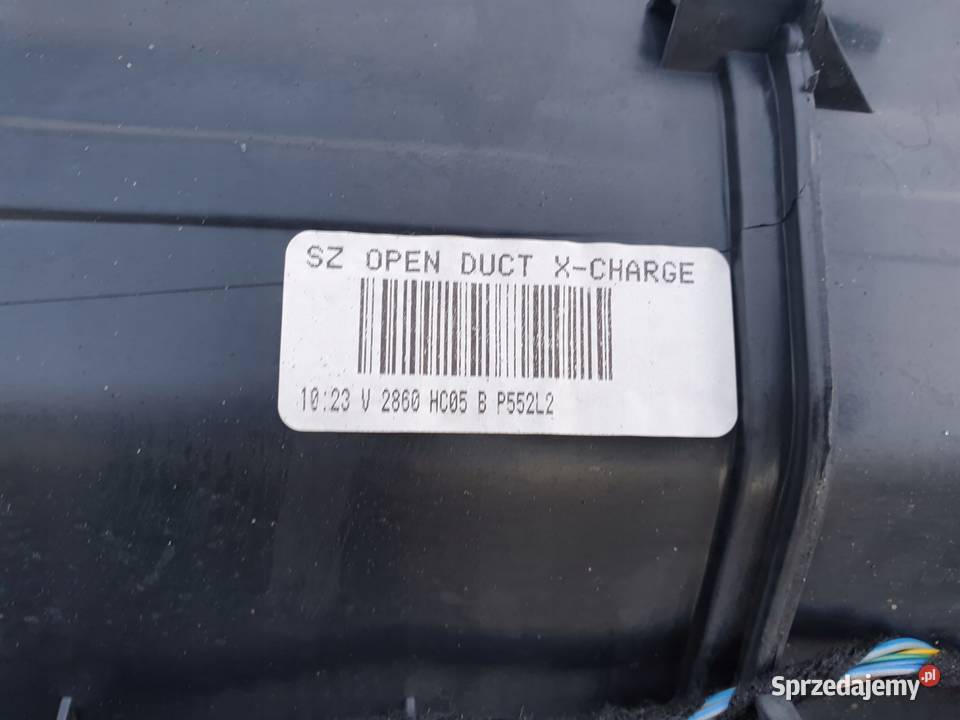 SZ OPEN DUCT X-CHARGE
10:23 V 2860 HC05 B P552L2
Sprzedajemy.pl